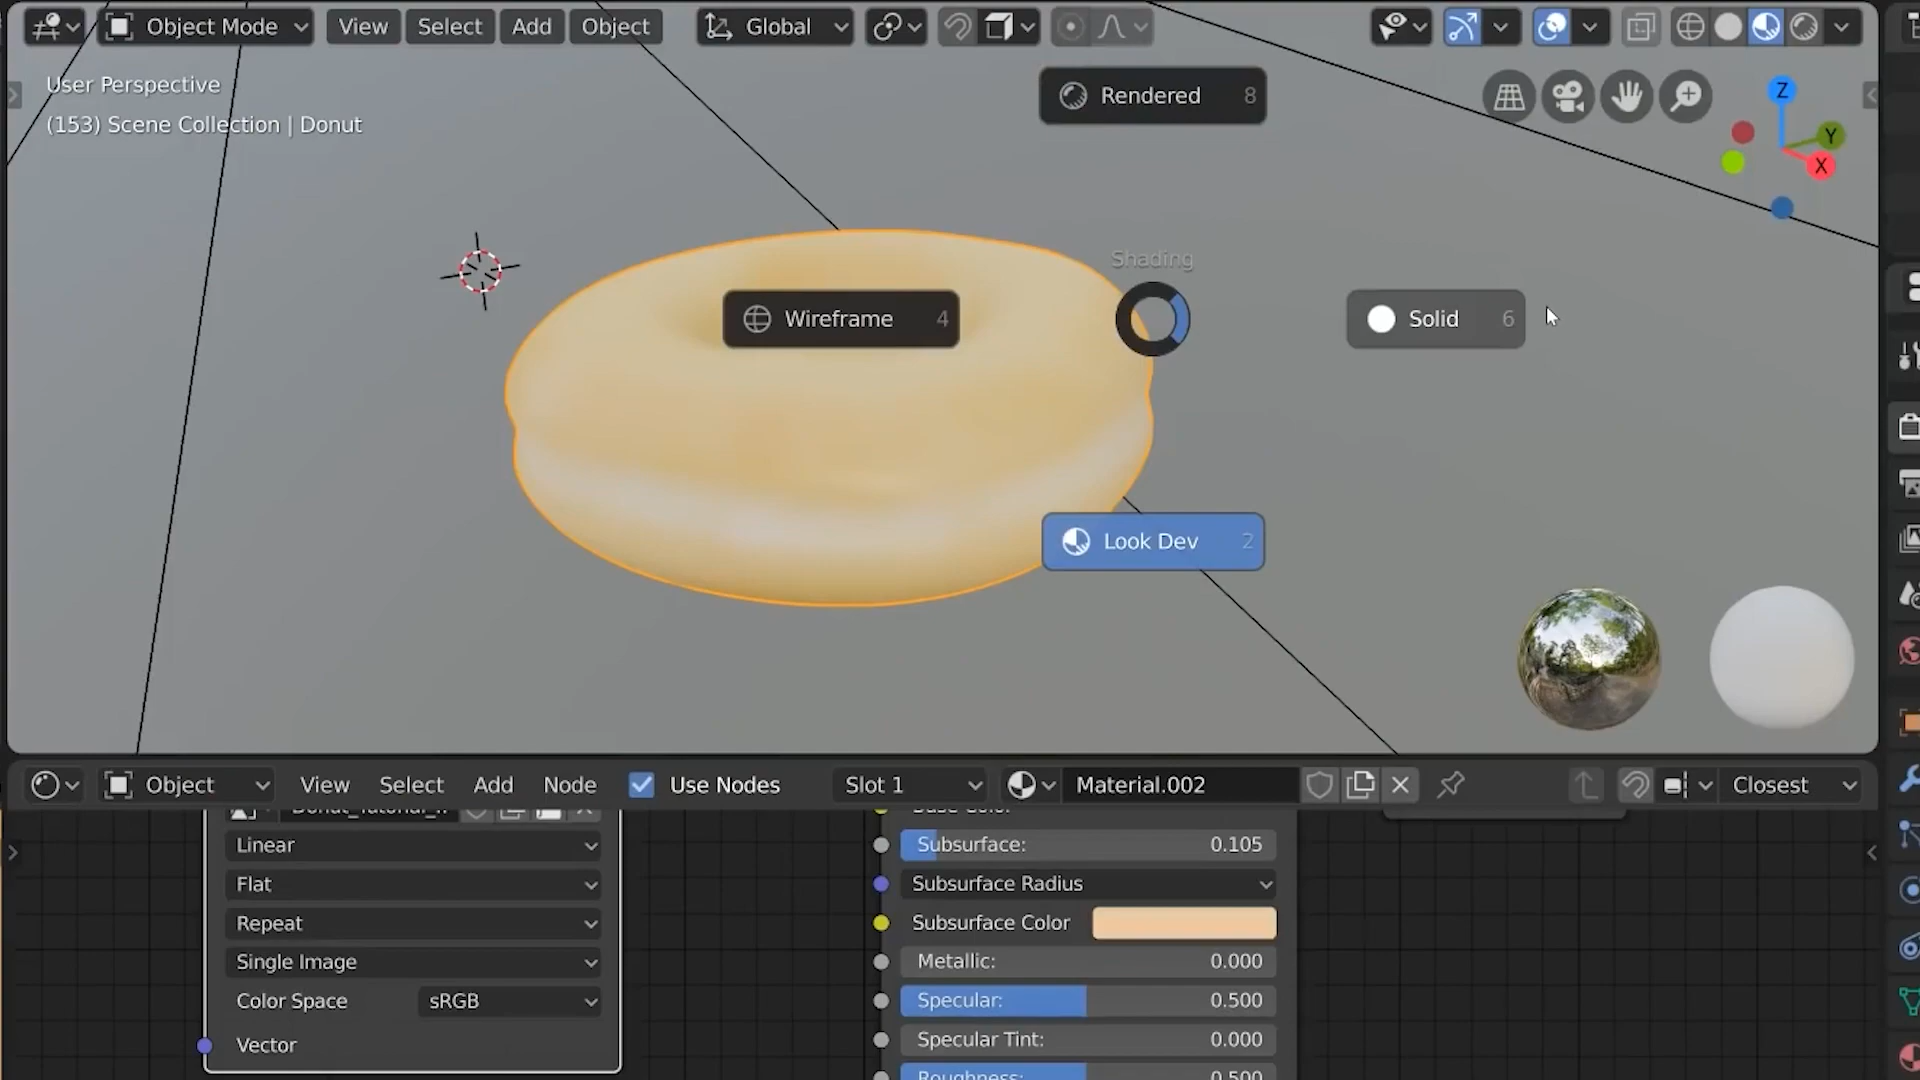 Object Mode View Select Add Object Global
User Perspective
(153) Scene Collection | Donut
Rendered 8
Z
Y
X
Shading
Wireframe 4
Solid 6
Look Dev 2
Object View Select Add Node Use Nodes Slot 1 Material.002 Closest
Linear
Flat
Repeat
Single Image
Color Space sRGB
Vector
Base Color
Subsurface: 0.105
Subsurface Radius
Subsurface Color
Metallic: 0.000
Specular: 0.500
Specular Tint: 0.000
Roughness: 0.500